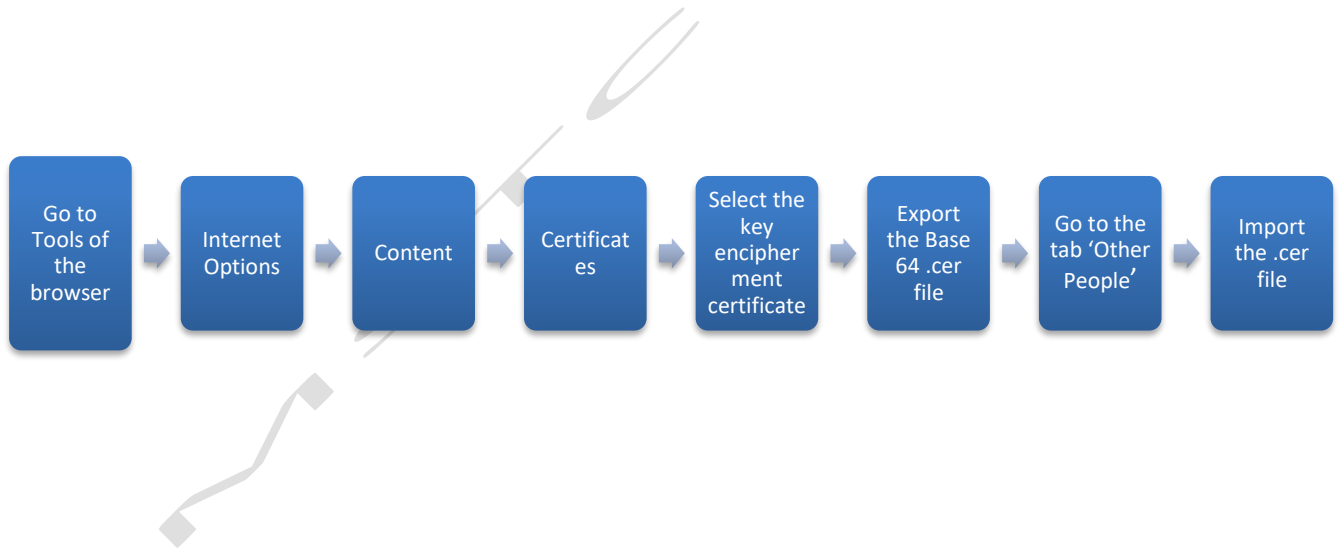 Go to
Tools of
the
browser
Internet
Options
Content
Certificat
es
Select the
key
encipher
ment
certificate
Export
the Base
64 .cer
file
Go to the
tab ‘Other
People’
Import
the .cer
file